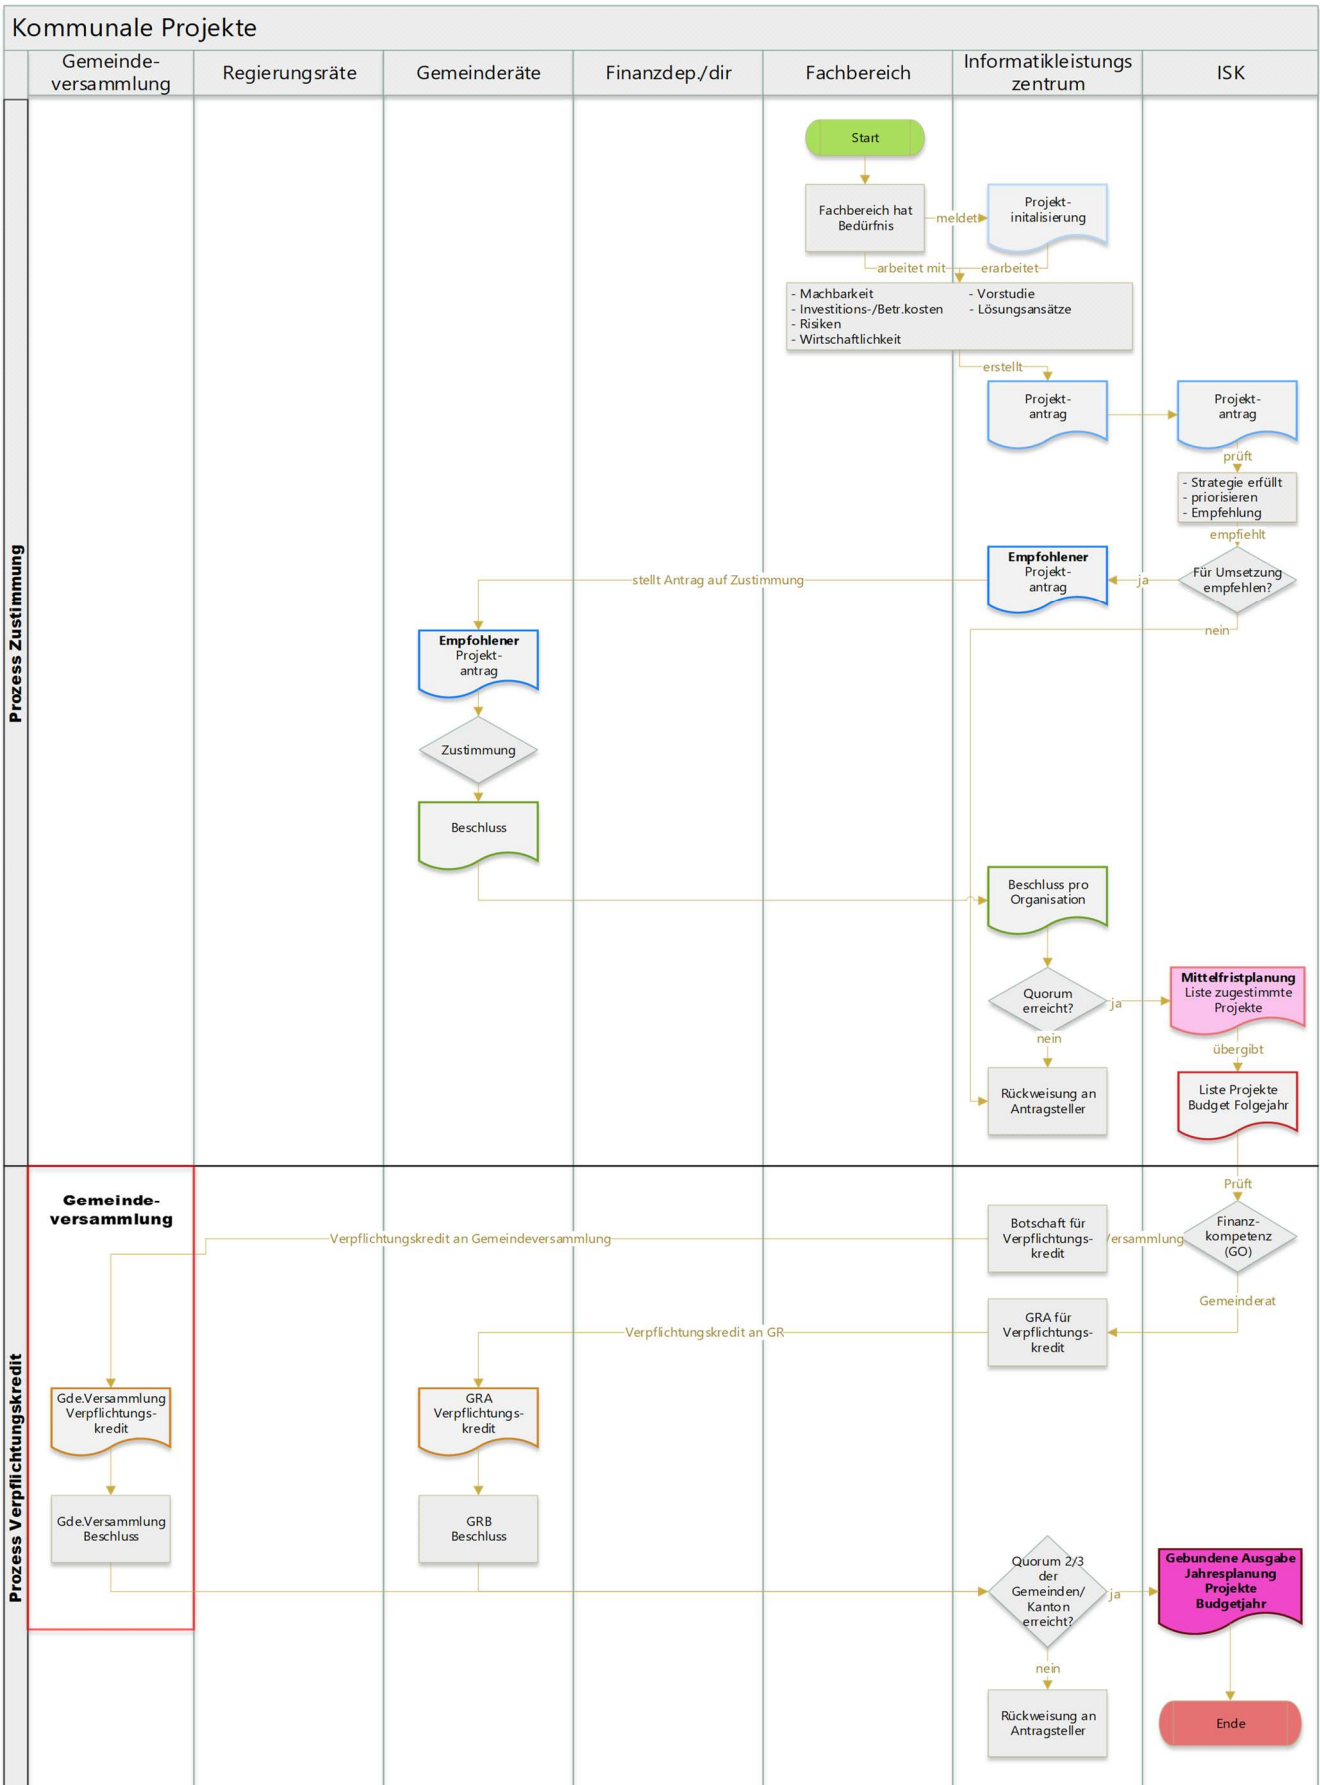 Kommunale Projekte
Gemeinde-
versammlung
Regierungsräte
Gemeinderäte
Finanzdep./dir
Fachbereich
Informatikleistungs
zentrum
ISK
Prozess Zustimmung
Start
Fachbereich hat
Bedürfnis
meldet
Projekt-
initalisierung
arbeitet mit
erarbeitet
- Machbarkeit
- Investitions-/Betr.kosten
- Risiken
- Wirtschaftlichkeit
- Vorstudie
- Lösungsansätze
erstellt
Projekt-
antrag
Projekt-
antrag
prüft
- Strategie erfüllt
- priorisieren
- Empfehlung
empfiehlt
Für Umsetzung
empfehlen?
ja
nein
Empfohlener
Projekt-
antrag
stellt Antrag auf Zustimmung
Empfohlener
Projekt-
antrag
Zustimmung
Beschluss
Beschluss pro
Organisation
Quorum
erreicht?
ja
nein
Mittelfristplanung
Liste zugestimmte
Projekte
übergibt
Rückweisung an
Antragsteller
Liste Projekte
Budget Folgejahr
Prozess Verpflichtungskredit
Gemeinde-
versammlung
Prüft
Finanz-
kompetenz
(GO)
Versammlung
Botschaft für
Verpflichtungs-
kredit
Verpflichtungskredit an Gemeindeversammlung
Gemeinderat
GRA für
Verpflichtungs-
kredit
Verpflichtungskredit an GR
Gde.Versammlung
Verpflichtungs-
kredit
GRA
Verpflichtungs-
kredit
Gde.Versammlung
Beschluss
GRB
Beschluss
Quorum 2/3
der
Gemeinden/
Kanton
erreicht?
ja
nein
Gebundene Ausgabe
Jahresplanung
Projekte
Budgetjahr
Rückweisung an
Antragsteller
Ende